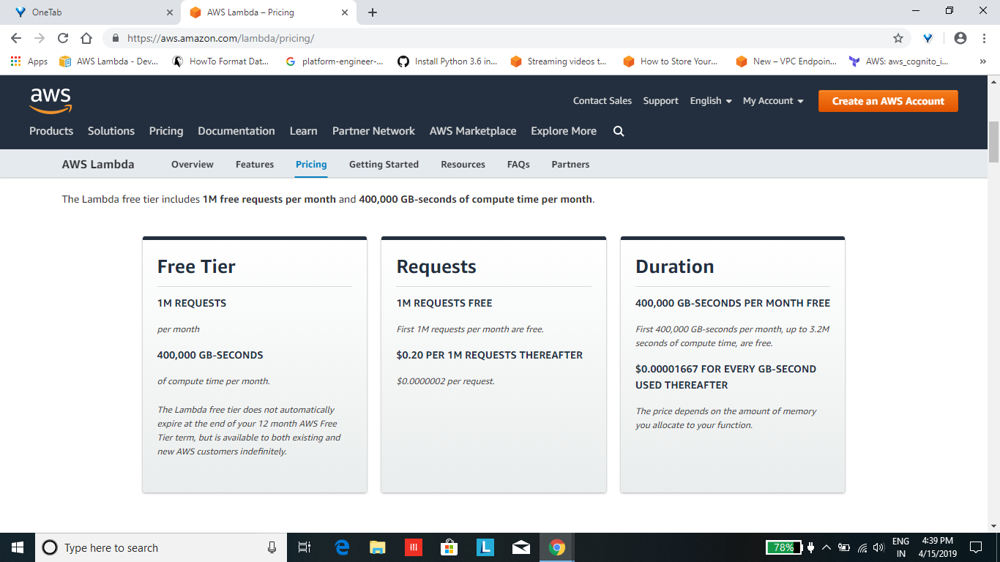 OneTab
AWS Lambda – Pricing
https://aws.amazon.com/lambda/pricing/
Apps
AWS Lambda - Dev...
HowTo Format Dat...
platform-engineer-...
Install Python 3.6 in...
Streaming videos t...
How to Store Your...
New – VPC Endpoin...
AWS: aws_cognito_i...
»
aws
Contact Sales Support English My Account Create an AWS Account
Products Solutions Pricing Documentation Learn Partner Network AWS Marketplace Explore More
AWS Lambda Overview Features Pricing Getting Started Resources FAQs Partners
The Lambda free tier includes 1M free requests per month and 400,000 GB-seconds of compute time per month.
Free Tier
1M REQUESTS
per month
400,000 GB-SECONDS
of compute time per month.
The Lambda free tier does not automatically
expire at the end of your 12 month AWS Free
Tier term, but is available to both existing and
new AWS customers indefinitely.
Requests
1M REQUESTS FREE
First 1M requests per month are free.
$0.20 PER 1M REQUESTS THEREAFTER
$0.0000002 per request.
Duration
400,000 GB-SECONDS PER MONTH FREE
First 400,000 GB-seconds per month, up to 3.2M
seconds of compute time, are free.
$0.00001667 FOR EVERY GB-SECOND
USED THEREAFTER
The price depends on the amount of memory
you allocate to your function.
Type here to search
L
78%
ENG
IN
4:39 PM
4/15/2019